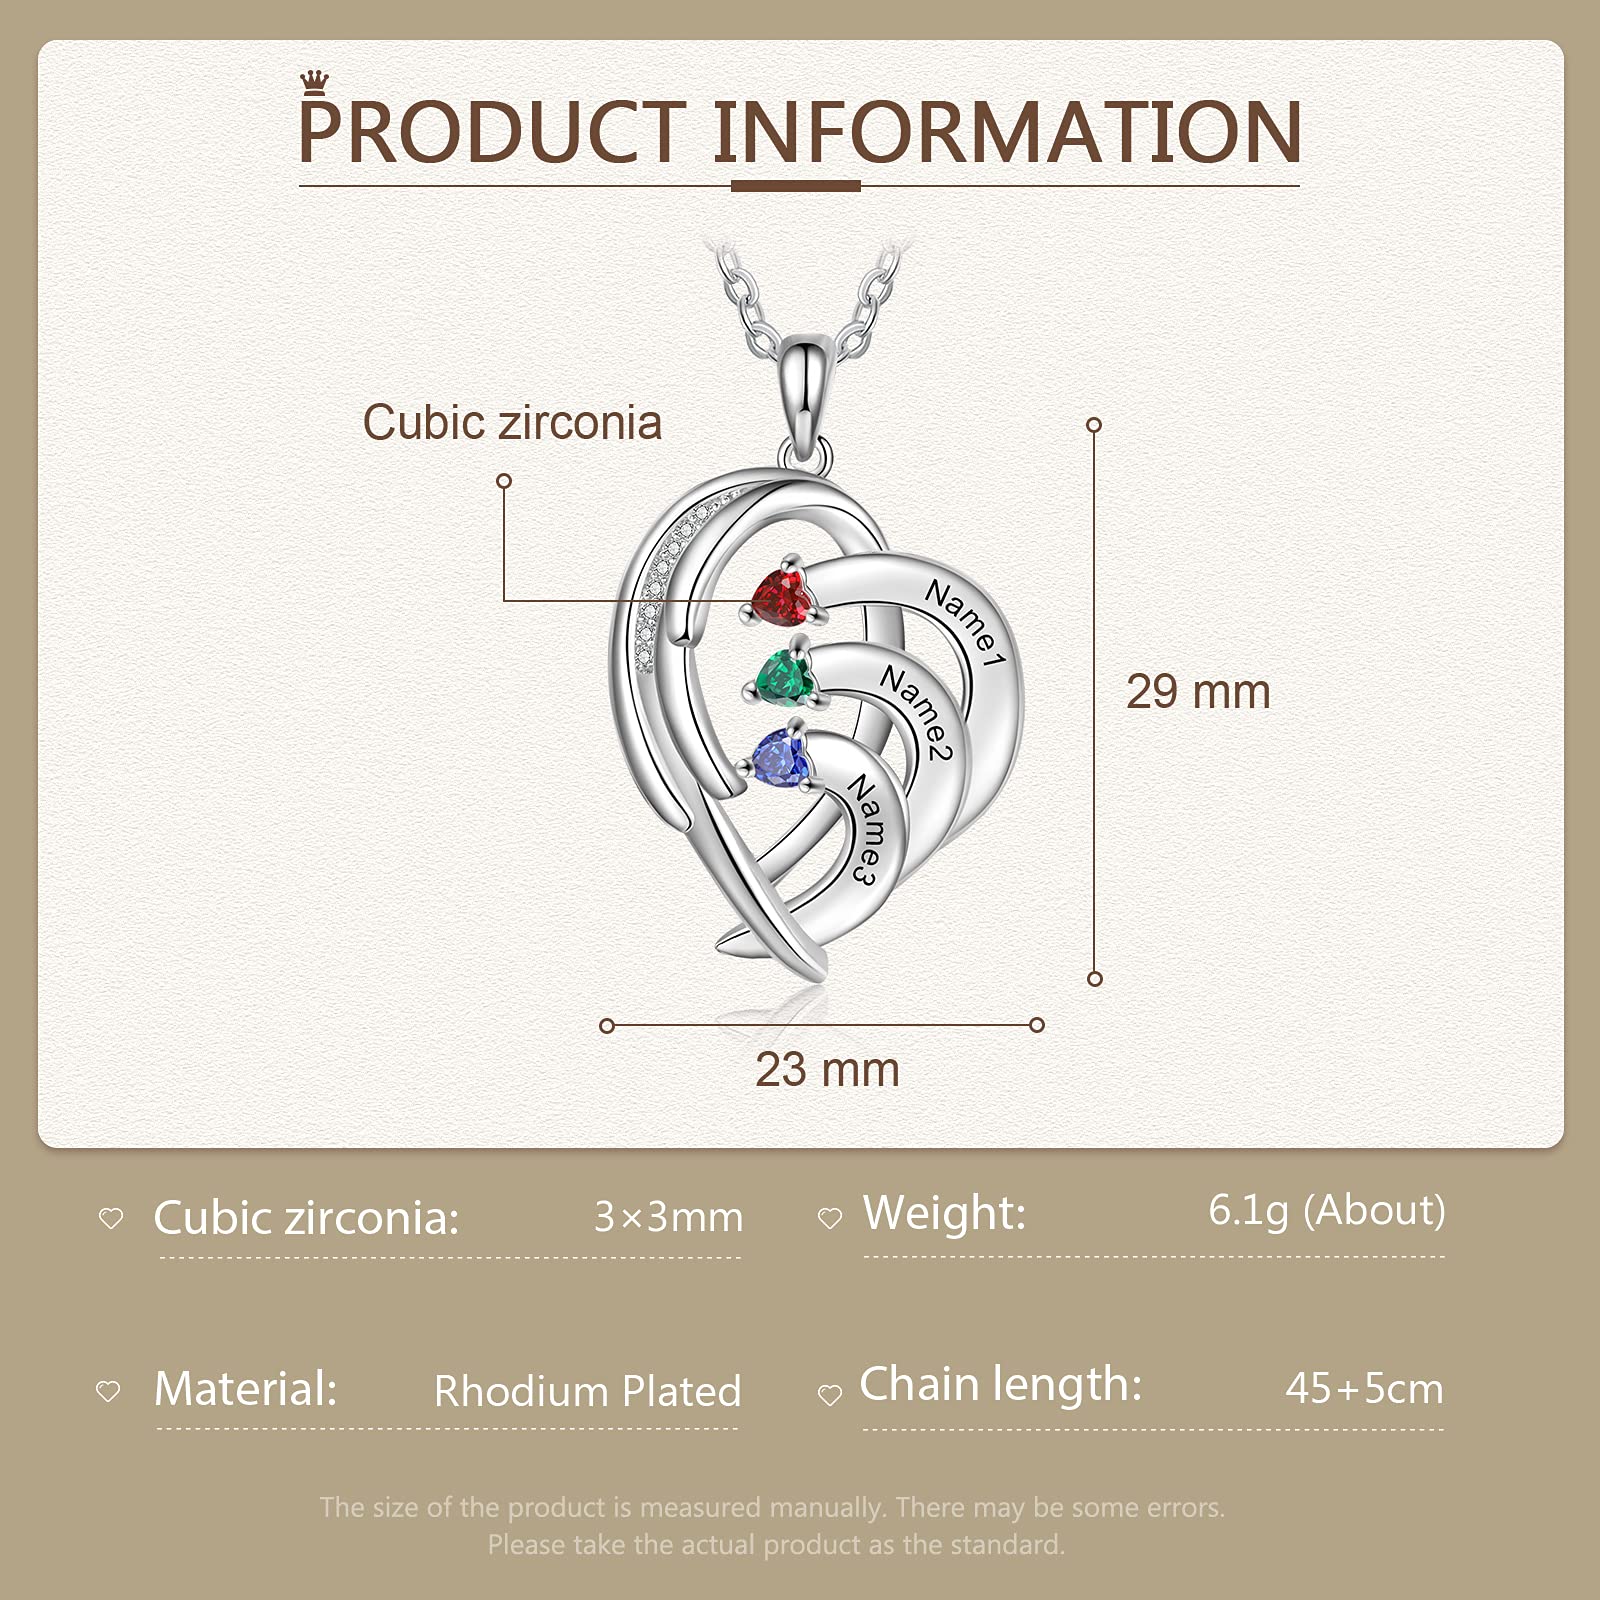 PRODUCT INFORMATION
Cubic zirconia
Name1
Name2
Name3
29 mm
23 mm
Cubic zirconia: 3×3mm
Weight: 6.1g (About)
Material: Rhodium Plated
Chain length: 45+5cm
The size of the product is measured manually. There may be some errors.
Please take the actual product as the standard.